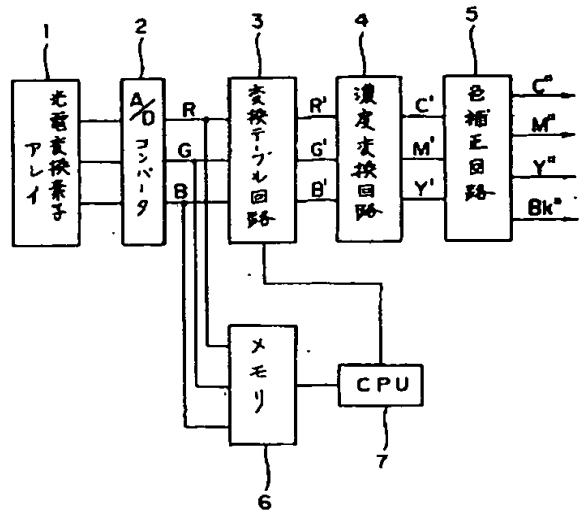 1
2
3
4
5
光電変換素子
アレイ
A/D
コンバータ
R
G
B
変換テーブル回路
R'
G'
B'
濃度変換回路
C'
M'
Y'
色補正回路
C"
M"
Y"
Bk"
メモリ
CPU
6
7